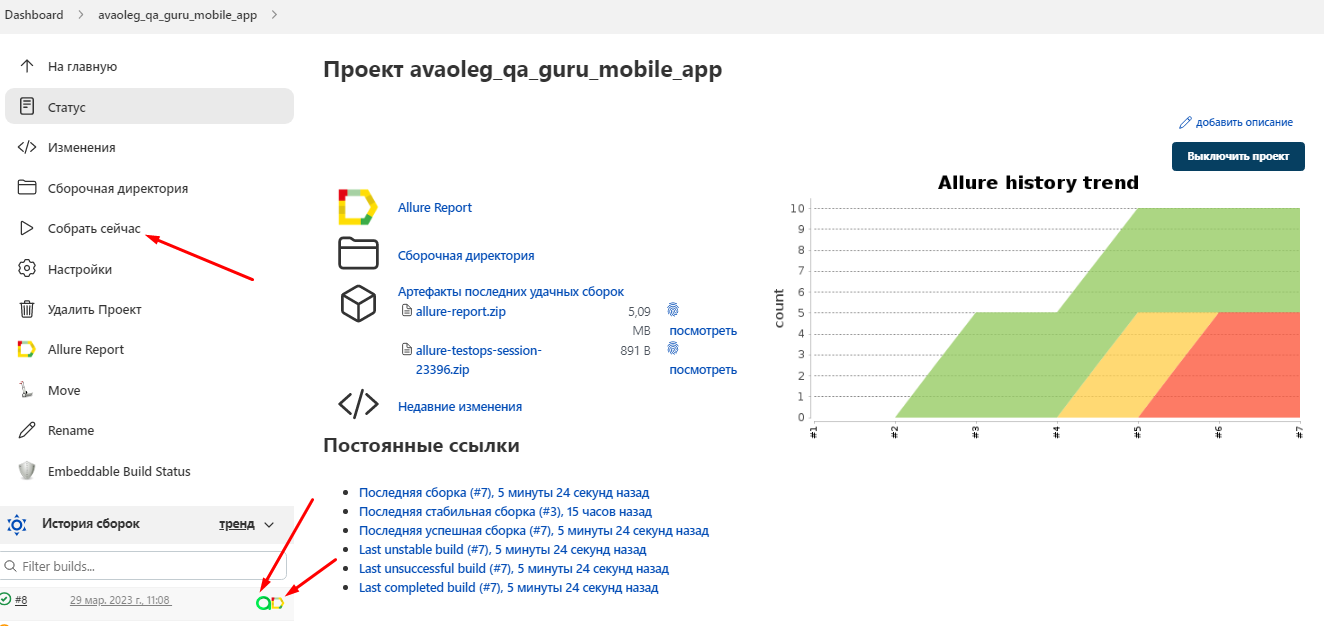 Dashboard
avaoleg_qa_guru_mobile_app
На главную
Статус
Изменения
Сборочная директория
Собрать сейчас
Настройки
Удалить Проект
Allure Report
Move
Rename
Embeddable Build Status
История сборок
тренд
Filter builds...
#8
29 мар. 2023 г., 11:08
Проект avaoleg_qa_guru_mobile_app
добавить описание
Выключить проект
Allure Report
Сборочная директория
Артефакты последних удачных сборок
allure-report.zip
5,09
MB
посмотреть
allure-testops-session-
23396.zip
891 B
посмотреть
Недавние изменения
Allure history trend
count
10
9
8
7
6
5
4
3
2
1
0
#1
#2
#3
#4
#5
#6
#7
Постоянные ссылки
Последняя сборка (#7), 5 минуты 24 секунд назад
Последняя стабильная сборка (#3), 15 часов назад
Последняя успешная сборка (#7), 5 минуты 24 секунд назад
Last unstable build (#7), 5 минуты 24 секунд назад
Last unsuccessful build (#7), 5 минуты 24 секунд назад
Last completed build (#7), 5 минуты 24 секунд назад